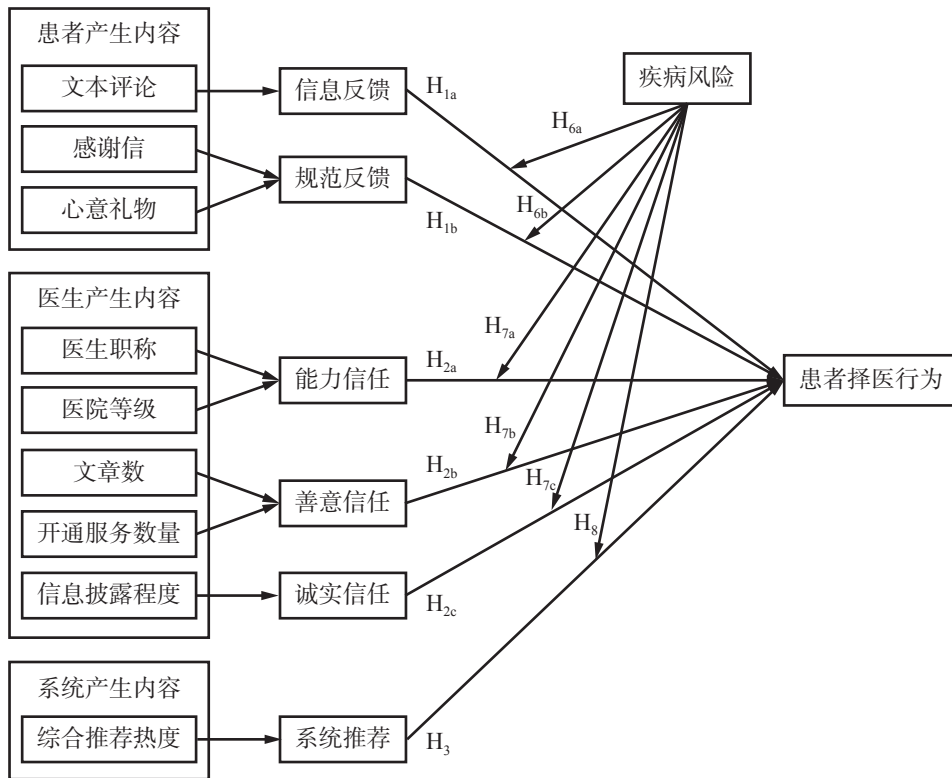 患者产生内容
文本评论
感谢信
心意礼物
医生产生内容
医生职称
医院等级
文章数
开通服务数量
信息披露程度
系统产生内容
综合推荐热度
信息反馈
规范反馈
能力信任
善意信任
诚实信任
系统推荐
H1a
H1b
H2a
H2b
H2c
H3
疾病风险
H6a
H6b
H7a
H7b
H7c
H8
患者择医行为